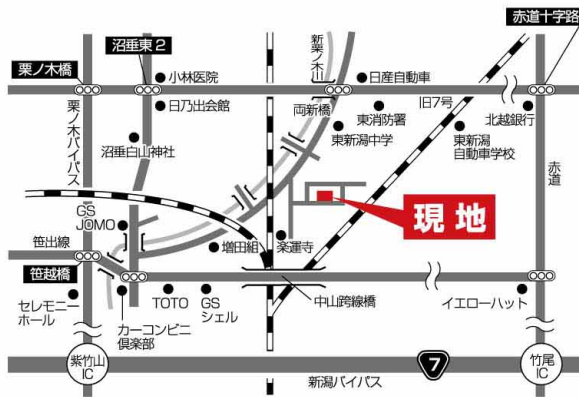 赤道十字路
沼垂東2
栗ノ木橋
小林医院
新栗ノ木川
日産自動車
日乃出会館
両新橋
旧7号
東消防署
北越銀行
東新潟中学
東新潟
自動車学校
栗ノ木バイパス
沼垂白山神社
赤道
現地
GS
JOMO
笹出線
増田組
楽運寺
笹越橋
セレモニー
ホール
カーコンビニ
倶楽部
TOTO
GS
シェル
中山跨線橋
イエローハット
紫竹山
IC
7
竹尾
IC
新潟バイパス